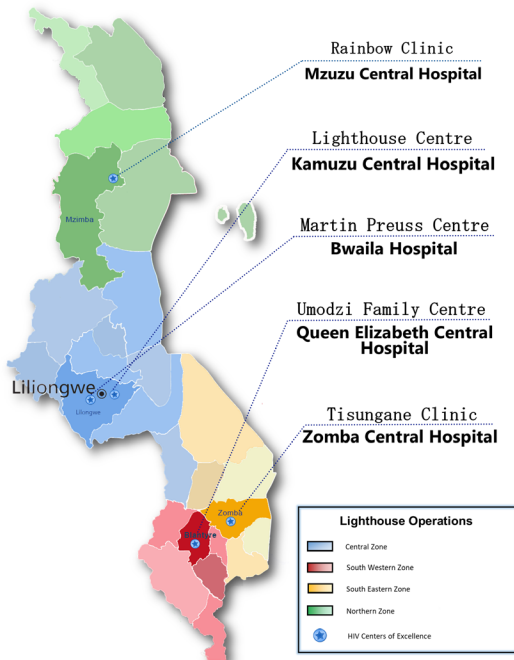 Rainbow Clinic
Mzuzu Central Hospital
Lighthouse Centre
Kamuzu Central Hospital
Mzimba
Martin Preuss Centre
Bwaila Hospital
Umodzi Family Centre
Queen Elizabeth Central
Hospital
Liliongwe
Lilongwe
Tisungane Clinic
Zomba Central Hospital
Zomba
Lighthouse Operations
Central Zone
South Western Zone
South Eastern Zone
Northern Zone
HIV Centers of Excellence